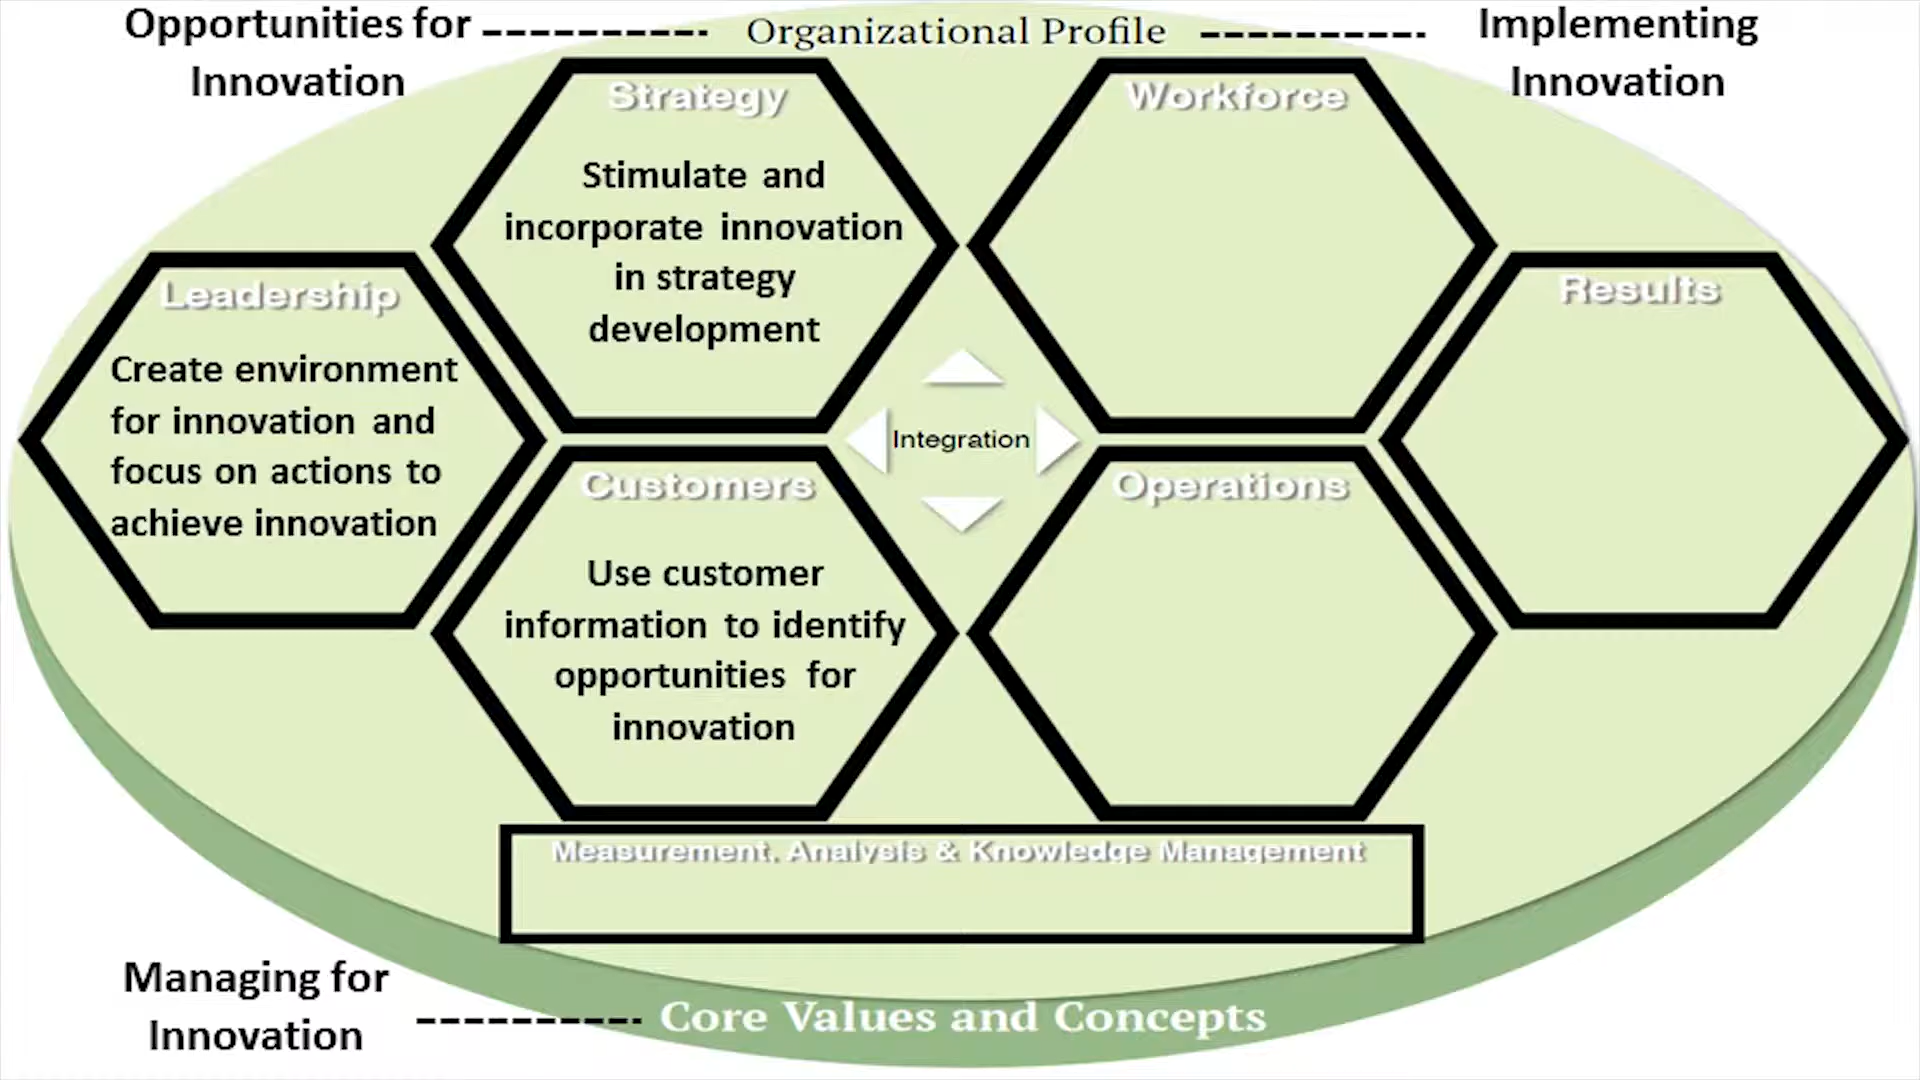 Opportunities for
Innovation
Organizational Profile
Implementing
Innovation
Strategy
Stimulate and
incorporate innovation
in strategy
development
Workforce
Leadership
Create environment
for innovation and
focus on actions to
achieve innovation
Results
Integration
Customers
Use customer
information to identify
opportunities for
innovation
Operations
Measurement, Analysis & Knowledge Management
Managing for
Innovation
Core Values and Concepts